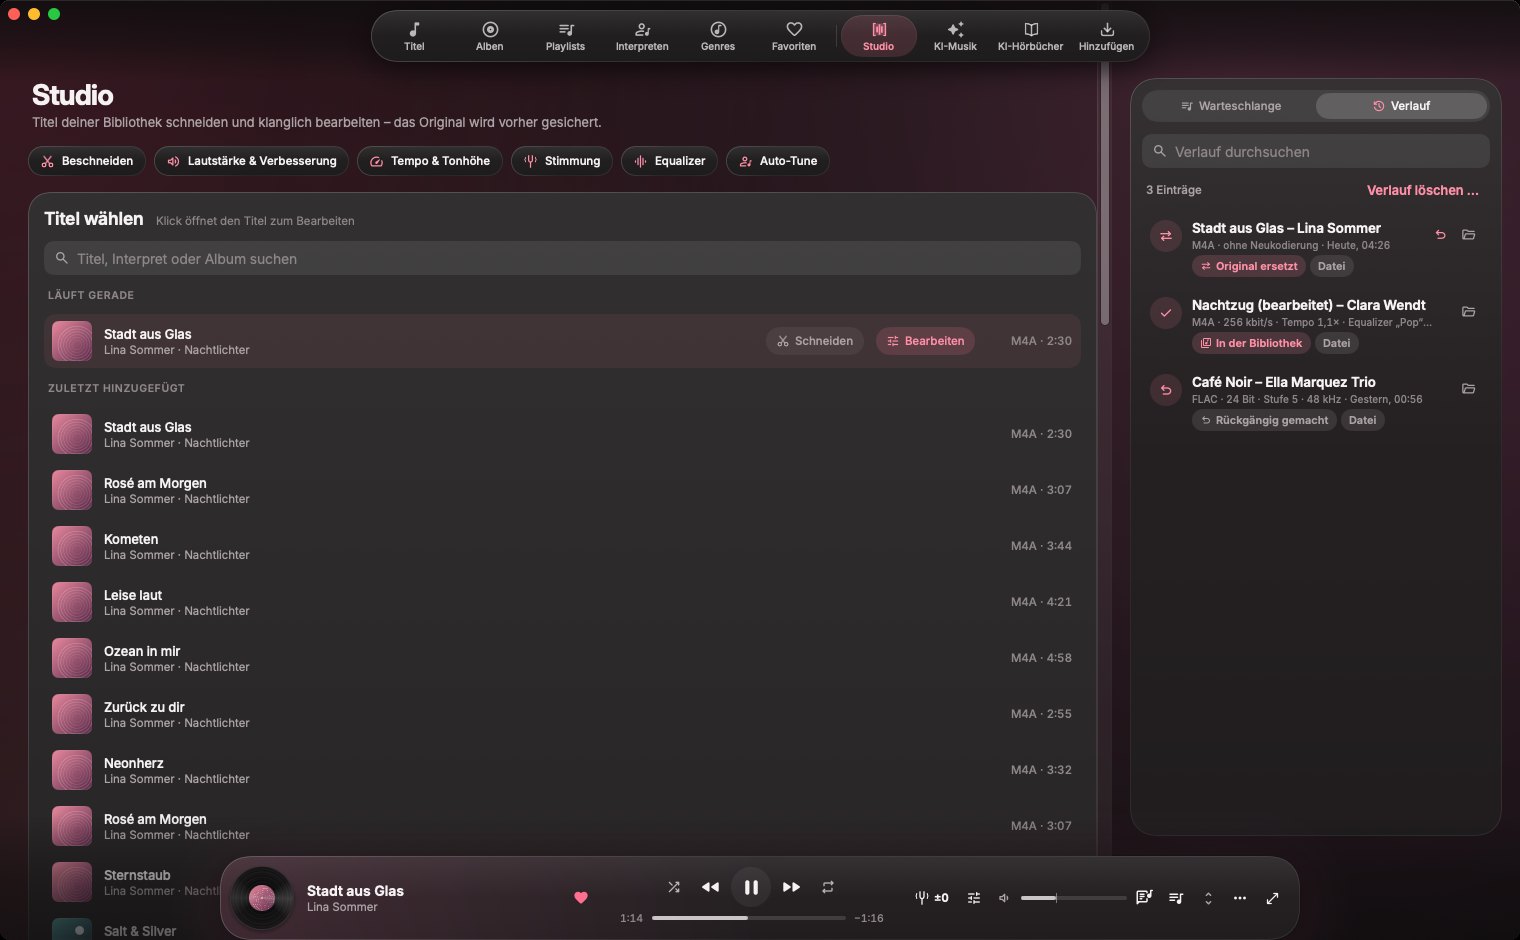 Titel
Alben
Playlists
Interpreten
Genres
Favoriten
Studio
KI-Musik
KI-Hörbücher
Hinzufügen
Studio
Titel deiner Bibliothek schneiden und klanglich bearbeiten – das Original wird vorher gesichert.
Beschneiden
Lautstärke & Verbesserung
Tempo & Tonhöhe
Stimmung
Equalizer
Auto-Tune
Titel wählen Klick öffnet den Titel zum Bearbeiten
Titel, Interpret oder Album suchen
LÄUFT GERADE
Stadt aus Glas
Lina Sommer · Nachtlichter
Schneiden
Bearbeiten
M4A · 2:30
ZULETZT HINZUGEFÜGT
Stadt aus Glas
Lina Sommer · Nachtlichter
M4A · 2:30
Rosé am Morgen
Lina Sommer · Nachtlichter
M4A · 3:07
Kometen
Lina Sommer · Nachtlichter
M4A · 3:44
Leise laut
Lina Sommer · Nachtlichter
M4A · 4:21
Ozean in mir
Lina Sommer · Nachtlichter
M4A · 4:58
Zurück zu dir
Lina Sommer · Nachtlichter
M4A · 2:55
Neonherz
Lina Sommer · Nachtlichter
M4A · 3:32
Rosé am Morgen
Lina Sommer · Nachtlichter
M4A · 3:07
Sternstaub
Lina Sommer ·
Salt & Silver
Warteschlange
Verlauf
Verlauf durchsuchen
3 Einträge
Verlauf löschen ...
Stadt aus Glas – Lina Sommer
M4A · ohne Neukodierung · Heute, 04:26
Original ersetzt
Datei
Nachtzug (bearbeitet) – Clara Wendt
M4A · 256 kbit/s · Tempo 1,1× · Equalizer „Pop“...
In der Bibliothek
Datei
Café Noir – Ella Marquez Trio
FLAC · 24 Bit · Stufe 5 · 48 kHz · Gestern, 00:56
Rückgängig gemacht
Datei
Stadt aus Glas
Lina Sommer
1:14
−1:16
±0